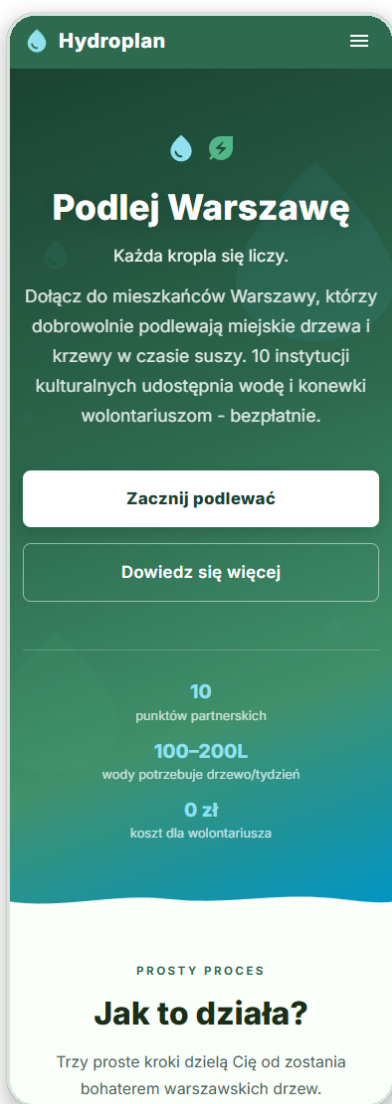 Hydroplan
Podlej Warszawę
Każda kropla się liczy.
Dołącz do mieszkańców Warszawy, którzy
dobrowolnie podlewają miejskie drzewa i
krzewy w czasie suszy. 10 instytucji
kulturalnych udostępnia wodę i konewki
wolontariuszom - bezpłatnie.
Zacznij podlewać
Dowiedz się więcej
10
punktów partnerskich
100–200L
wody potrzebuje drzewo/tydzień
0 zł
koszt dla wolontariusza
PROSTY PROCES
Jak to działa?
Trzy proste kroki dzielą Cię od zostania
bohaterem warszawskich drzew.